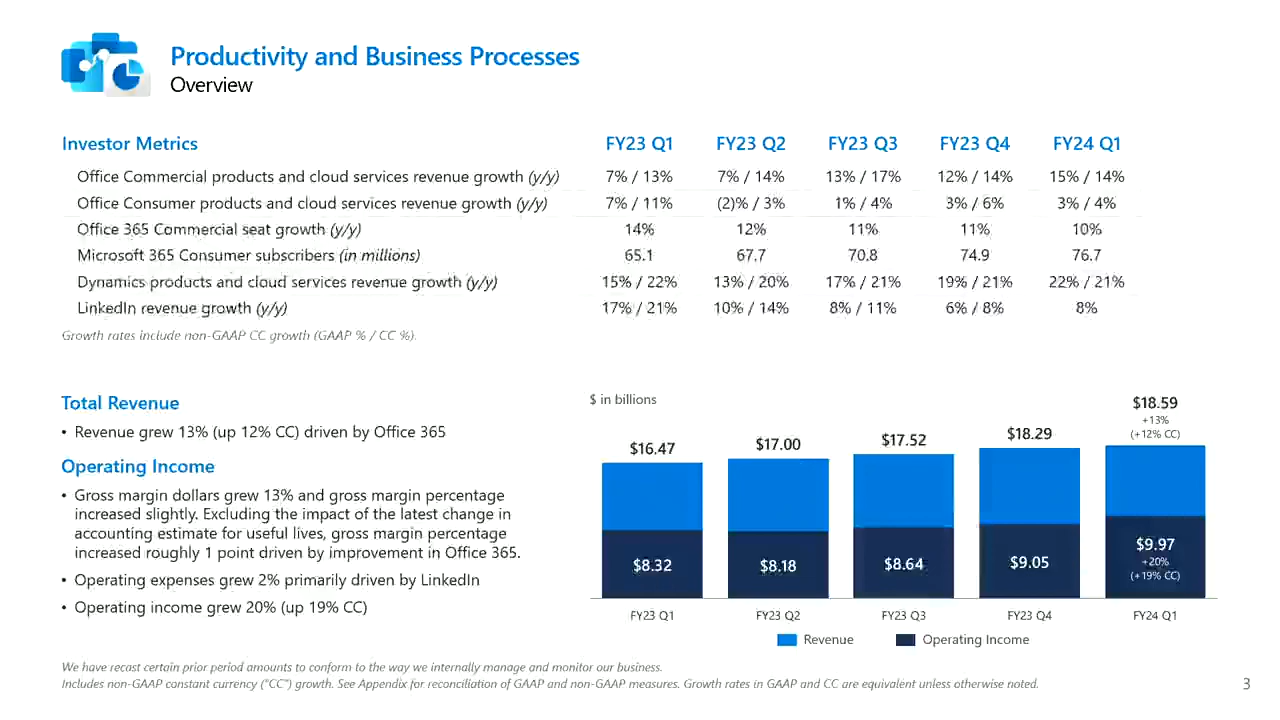 Productivity and Business Processes
Overview
Investor Metrics FY23 Q1 FY23 Q2 FY23 Q3 FY23 Q4 FY24 Q1
Office Commercial products and cloud services revenue growth (y/y) 7% / 13% 7% / 14% 13% / 17% 12% / 14% 15% / 14%
Office Consumer products and cloud services revenue growth (y/y) 7% / 11% (2)% / 3% 1% / 4% 3% / 6% 3% / 4%
Office 365 Commercial seat growth (y/y) 14% 12% 11% 11% 10%
Microsoft 365 Consumer subscribers (in millions) 65.1 67.7 70.8 74.9 76.7
Dynamics products and cloud services revenue growth (y/y) 15% / 22% 13% / 20% 17% / 21% 19% / 21% 22% / 21%
LinkedIn revenue growth (y/y) 17% / 21% 10% / 14% 8% / 11% 6% / 8% 8%
Growth rates include non-GAAP CC growth (GAAP % / CC %).
Total Revenue
• Revenue grew 13% (up 12% CC) driven by Office 365
Operating Income
• Gross margin dollars grew 13% and gross margin percentage
increased slightly. Excluding the impact of the latest change in
accounting estimate for useful lives, gross margin percentage
increased roughly 1 point driven by improvement in Office 365.
• Operating expenses grew 2% primarily driven by LinkedIn
• Operating income grew 20% (up 19% CC)
$ in billions
$16.47 $17.00 $17.52 $18.29 $18.59
+13%
(+12% CC)
$8.32 $8.18 $8.64 $9.05 $9.97
+20%
(+19% CC)
FY23 Q1 FY23 Q2 FY23 Q3 FY23 Q4 FY24 Q1
Revenue Operating Income
We have recast certain prior period amounts to conform to the way we internally manage and monitor our business.
Includes non-GAAP constant currency ("CC") growth. See Appendix for reconciliation of GAAP and non-GAAP measures. Growth rates in GAAP and CC are equivalent unless otherwise noted.
3